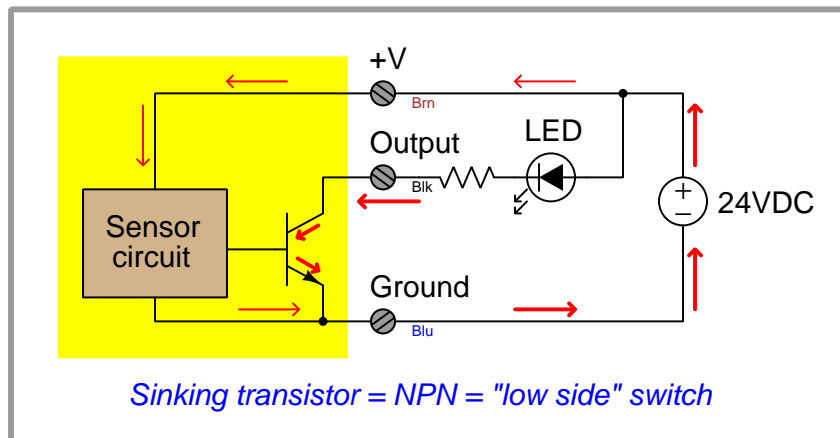 +V
Brn
Output
LED
Blk
Sensor
circuit
+
−
24VDC
Ground
Blu
Sinking transistor = NPN = "low side" switch